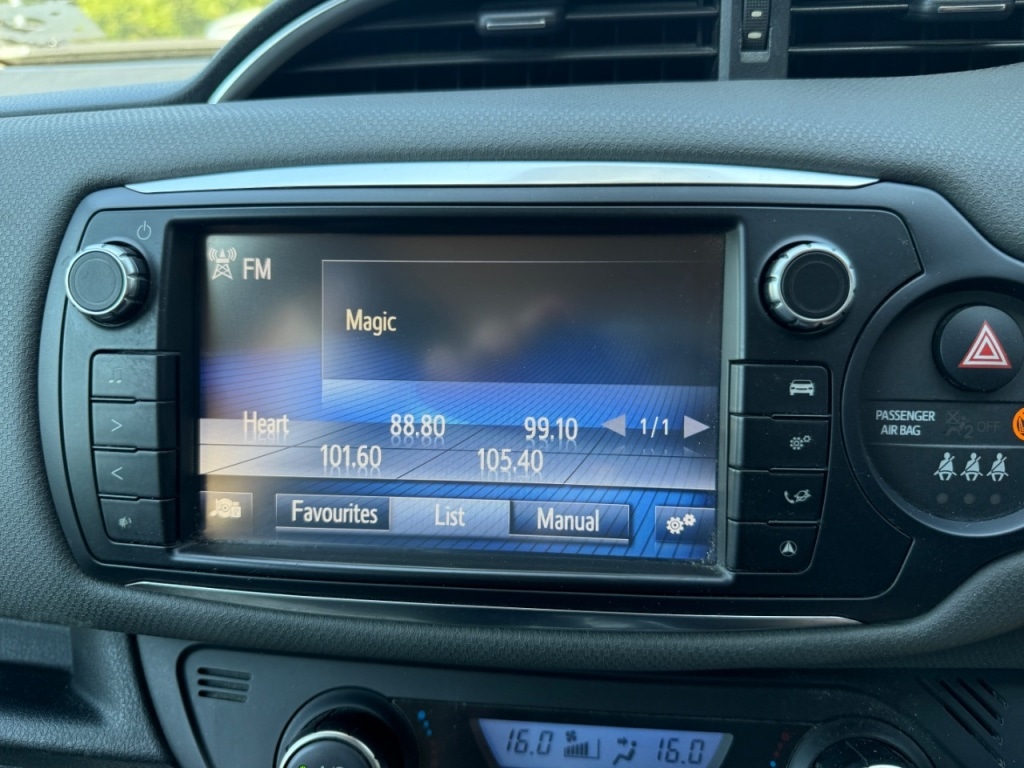 FM
Magic
Heart 88.80 99.10 1/1
101.60 105.40
Favourites List Manual
PASSENGER
AIR BAG 2 OFF
16.0 16.0